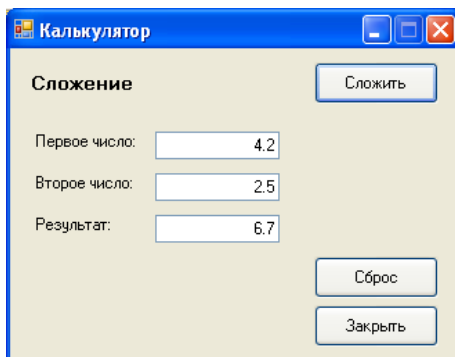 Калькулятор
Сложение
Сложить
Первое число: 4.2
Второе число: 2.5
Результат: 6.7
Сброс
Закрыть